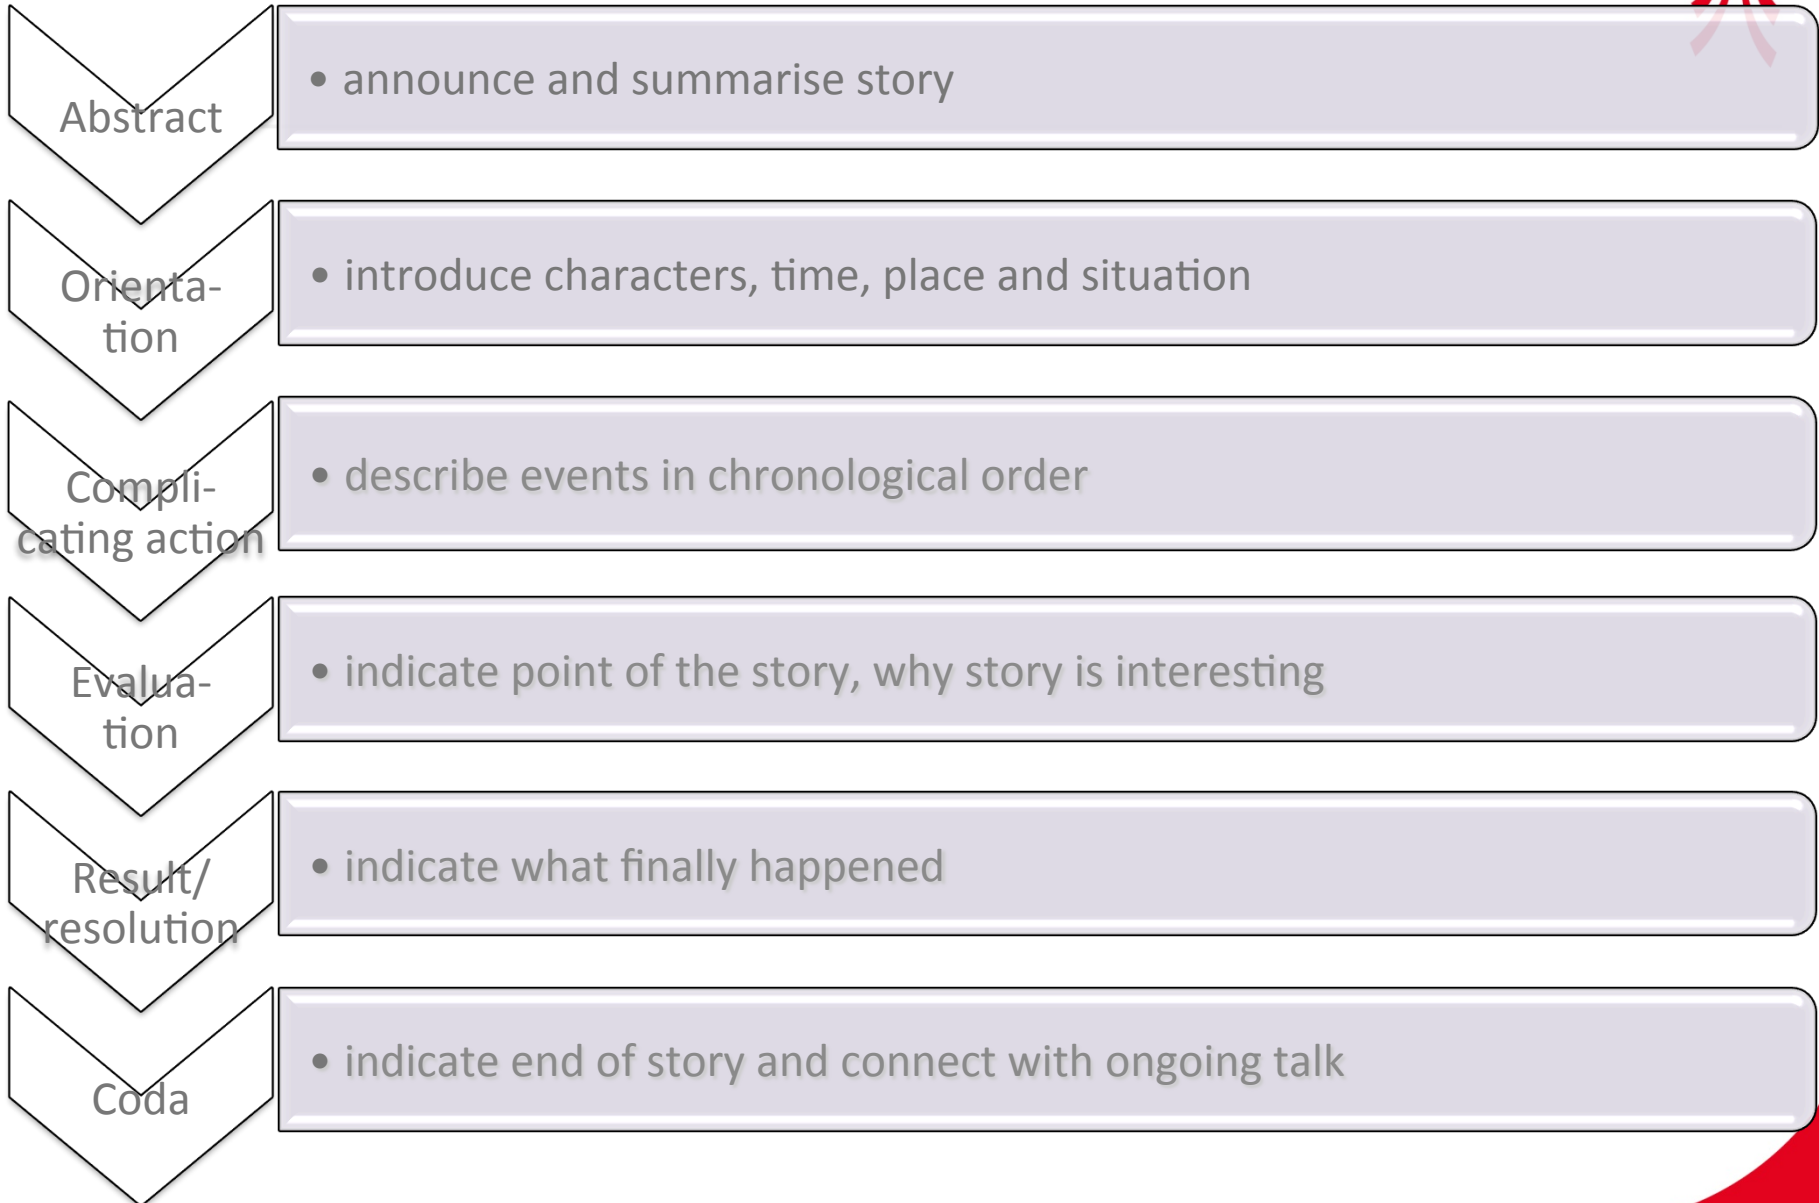 Abstract
• announce and summarise story
Orienta-
tion
• introduce characters, time, place and situation
Compli-
cating action
• describe events in chronological order
Evalua-
tion
• indicate point of the story, why story is interesting
Result/
resolution
• indicate what finally happened
Coda
• indicate end of story and connect with ongoing talk